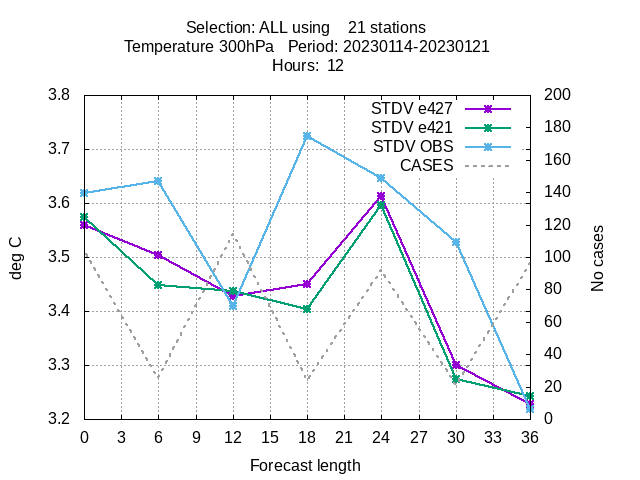 Selection: ALL using    21 stations
Temperature 300hPa   Period: 20230114-20230121
Hours:  12
3.8
3.7
3.6
3.5
3.4
3.3
3.2
deg C
STDV e427
STDV e421
STDV OBS
CASES
200
180
160
140
120
100
80
60
40
20
0
No cases
0 3 6 9 12 15 18 21 24 27 30 33 36
Forecast length